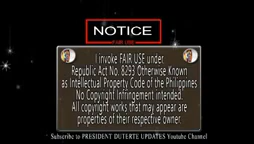 NOTICE
FAIR USE
I invoke FAIR USE under
Republict Act No. 8293 Otherwise Known
as Intellectual Property Code of the Philippines
No Copyright Infringement intended.
All copyright works that may appear are
properties of their respective owner.
Subscribe to PRESIDENT DUTERTE UPDATES Youtube Channel